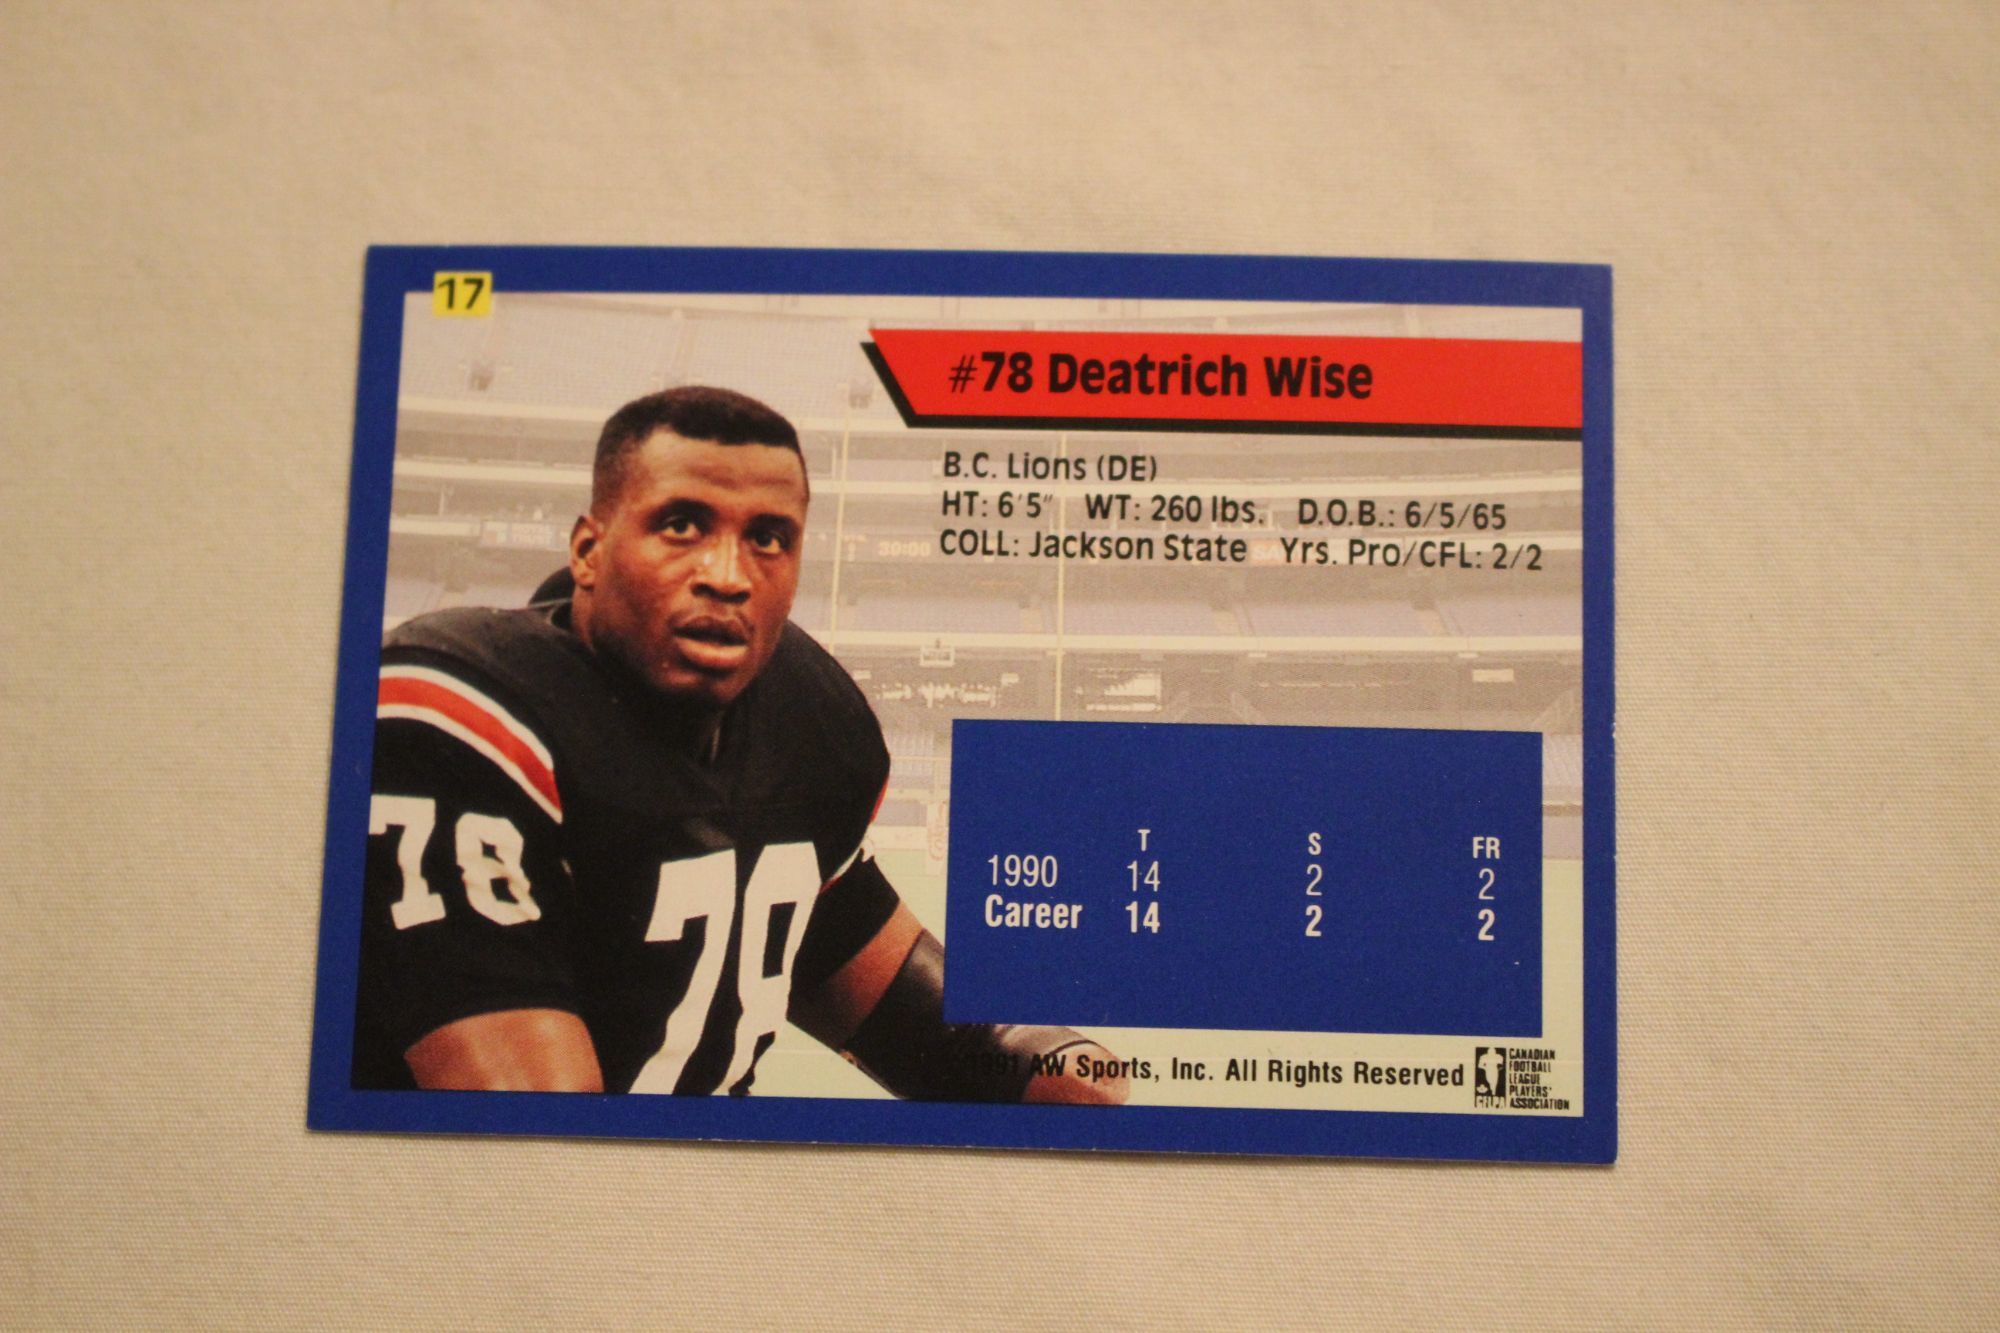 17
#78 Deatrich Wise
B.C. Lions (DE)
HT: 6'5" WT: 260 lbs. D.O.B.: 6/5/65
COLL: Jackson State Yrs. Pro/CFL: 2/2
78
78
T S FR
1990 14 2 2
Career 14 2 2
1991 AW Sports, Inc. All Rights Reserved
CFLPA
CANADIAN
FOOTBALL
LEAGUE
PLAYERS'
ASSOCIATION